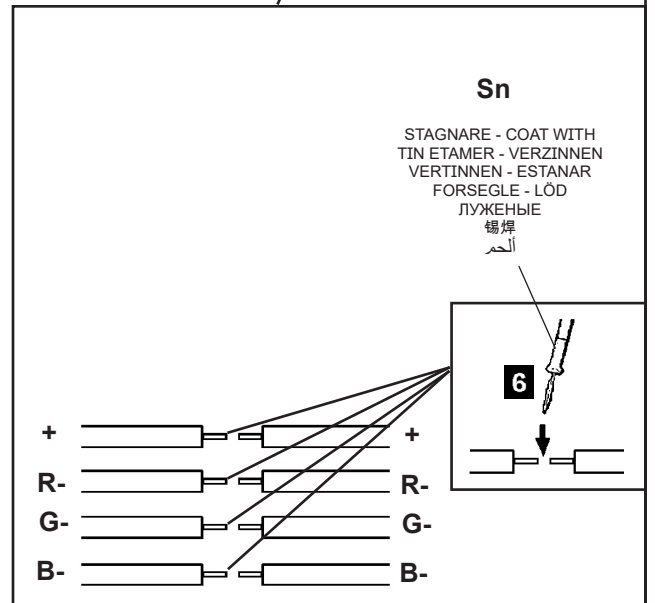 Sn
STAGNARE - COAT WITH
TIN ETAMER - VERZINNEN
VERTINNEN - ESTANAR
FORSEGLE - LÖD
ЛУЖЕНЫЕ
锡焊
ألحم
6
+ +
R- R-
G- G-
B- B-